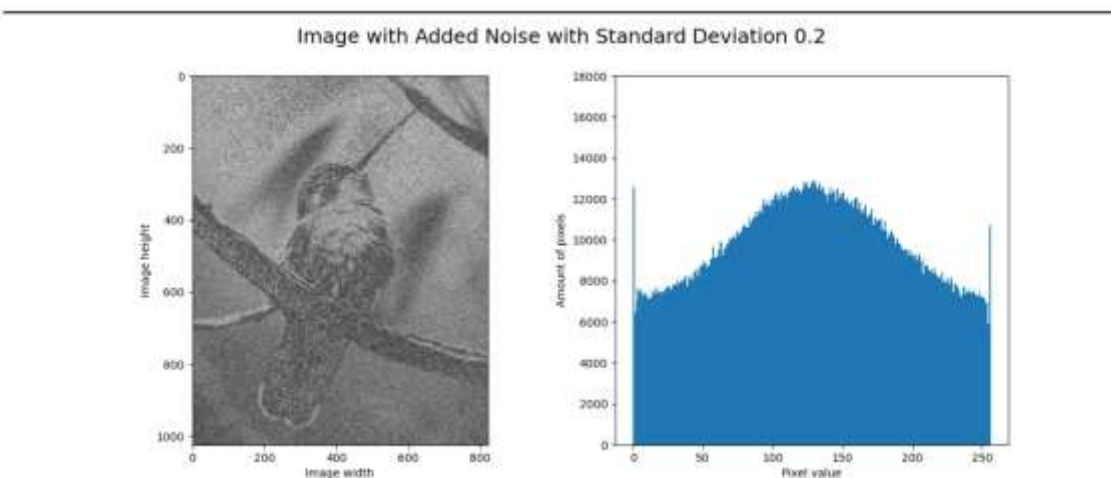 Image with Added Noise with Standard Deviation 0.2
0
200
400
600
800
1000
Image height
0 200 400 600 800
Image width
18000
16000
14000
12000
10000
8000
6000
4000
2000
0
Amount of pixels
0 50 100 150 200 250
Pixel value